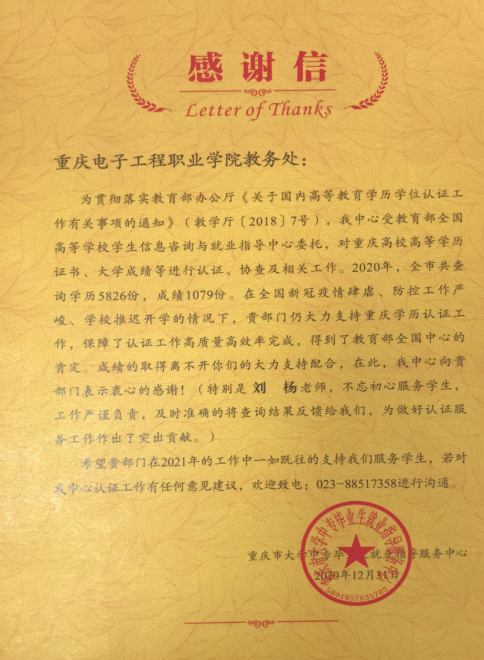 感谢信
Letter of Thanks
重庆电子工程职业学院教务处：
为贯彻落实教育部办公厅《关于国内高等教育学历学位认证工
作有关事项的通知》（教学厅〔2018〕7号），我中心受教育部全国
高等学校学生信息咨询与就业指导中心委托，对重庆高校高等学历
证书、大学成绩等进行认证、协查及相关工作。2020年，全市共查
询学历5826份，成绩1079份。在全国新冠疫情肆虐、防控工作严
峻、学校推迟开学的情况下，贵部门仍大力支持重庆学历认证工
作，保障了认证工作高质量高效率完成，得到了教育部全国中心的
肯定。成绩的取得离不开你们的大力支持配合，在此，我中心向贵
部门表示衷心的感谢！（特别是刘 杨老师，不忘初心服务学生，
工作严谨负责，及时准确的将查询结果反馈给我们，为做好认证服
务工作作出了突出贡献。）
希望贵部门在2021年的工作中一如既往的支持我们服务学生，若对
我中心认证工作有任何意见建议，欢迎致电：023-88517358进行沟通。
重庆市大学中专毕业生就业指导服务中心
2020年12月31日
5001057035707